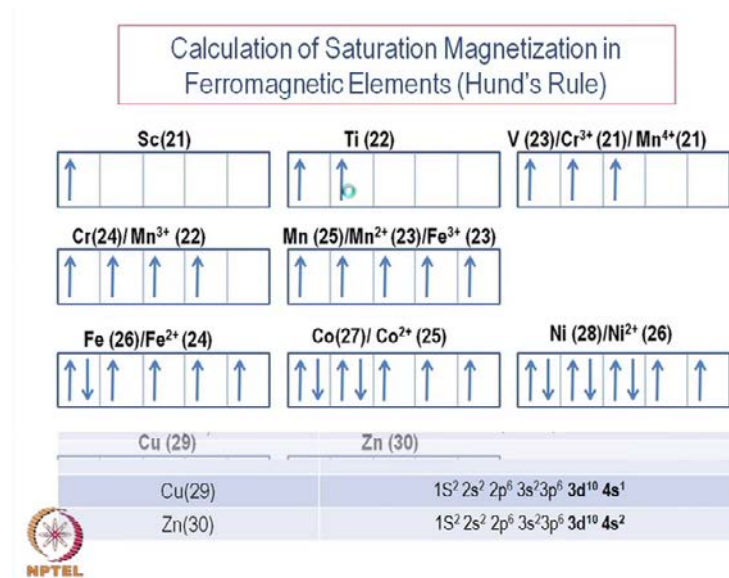 Calculation of Saturation Magnetization in
Ferromagnetic Elements (Hund's Rule)
Sc(21)
Ti (22)
V (23)/Cr³⁺ (21)/ Mn⁴⁺(21)
Cr(24)/ Mn³⁺ (22)
Mn (25)/Mn²⁺ (23)/Fe³⁺ (23)
Fe (26)/Fe²⁺ (24)
Co(27)/ Co²⁺ (25)
Ni (28)/Ni²⁺ (26)
Cu (29)
Zn (30)
Cu(29) 1S² 2s² 2p⁶ 3s²3p⁶ 3d¹⁰ 4s¹
Zn(30) 1S² 2s² 2p⁶ 3s²3p⁶ 3d¹⁰ 4s²
NPTEL